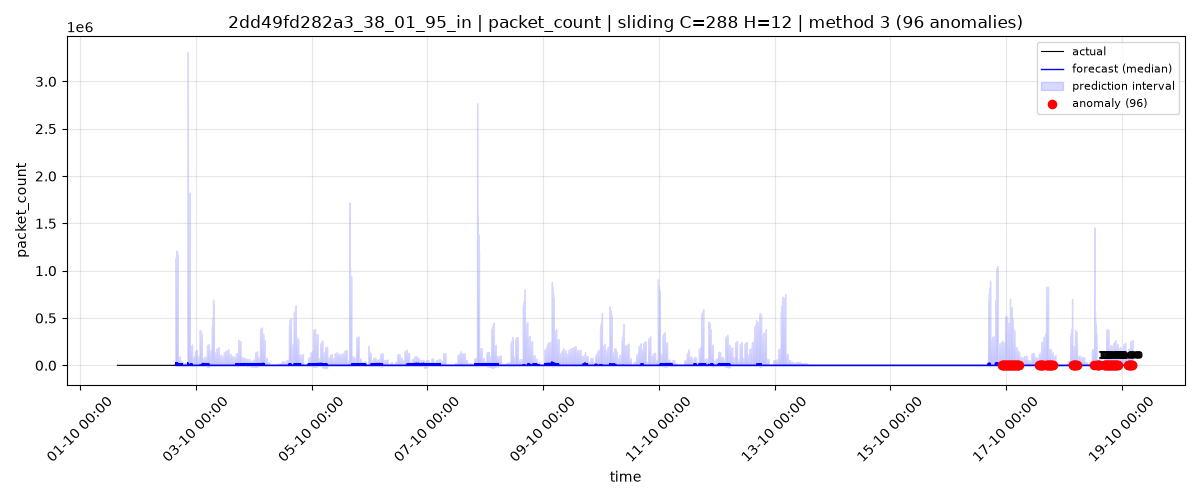 2dd49fd282a3_38_01_95_in | packet_count | sliding C=288 H=12 | method 3 (96 anomalies)
1e6
actual
forecast (median)
prediction interval
anomaly (96)
packet_count
3.0
2.5
2.0
1.5
1.0
0.5
0.0
01-10 00:00
03-10 00:00
05-10 00:00
07-10 00:00
09-10 00:00
11-10 00:00
13-10 00:00
15-10 00:00
17-10 00:00
19-10 00:00
time